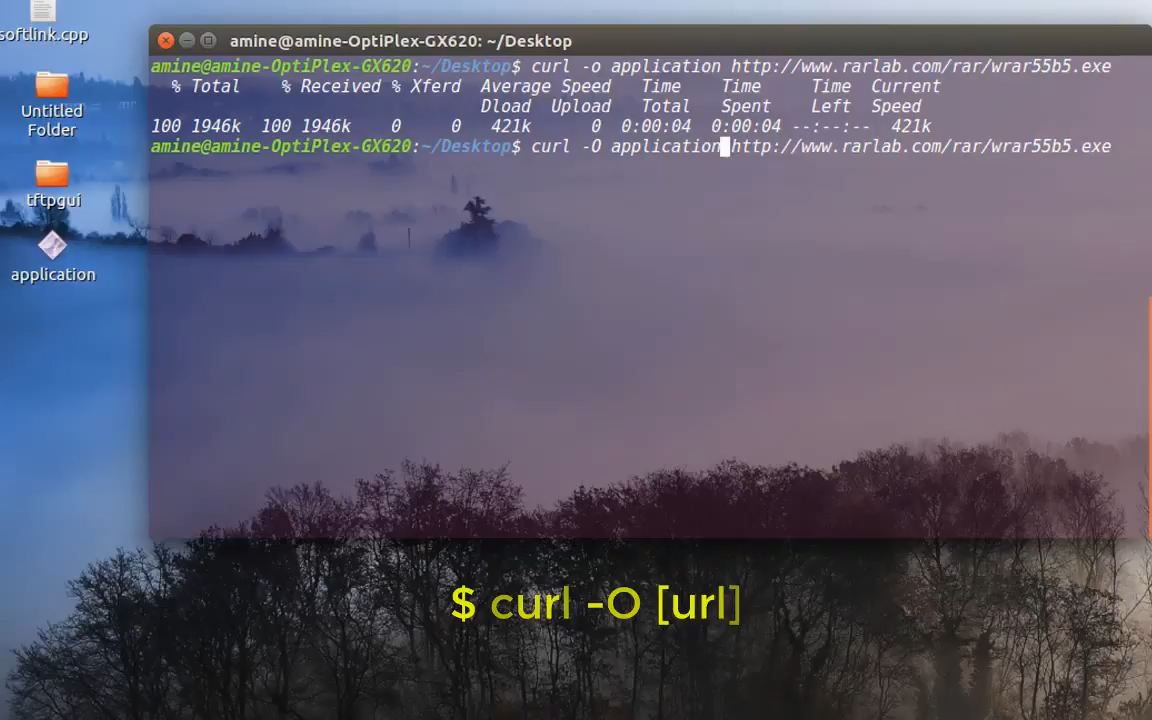 softlink.cpp
Untitled
Folder
tftpgui
application
amine@amine-OptiPlex-GX620: ~/Desktop
amine@amine-OptiPlex-GX620:~/Desktop$ curl -o application http://www.rarlab.com/rar/wrar55b5.exe
% Total % Received % Xferd Average Speed Time Time Time Current
Dload Upload Total Spent Left Speed
100 1946k 100 1946k 0 0 421k 0 0:00:04 0:00:04 --:--:-- 421k
amine@amine-OptiPlex-GX620:~/Desktop$ curl -O application http://www.rarlab.com/rar/wrar55b5.exe
$ curl -O [url]